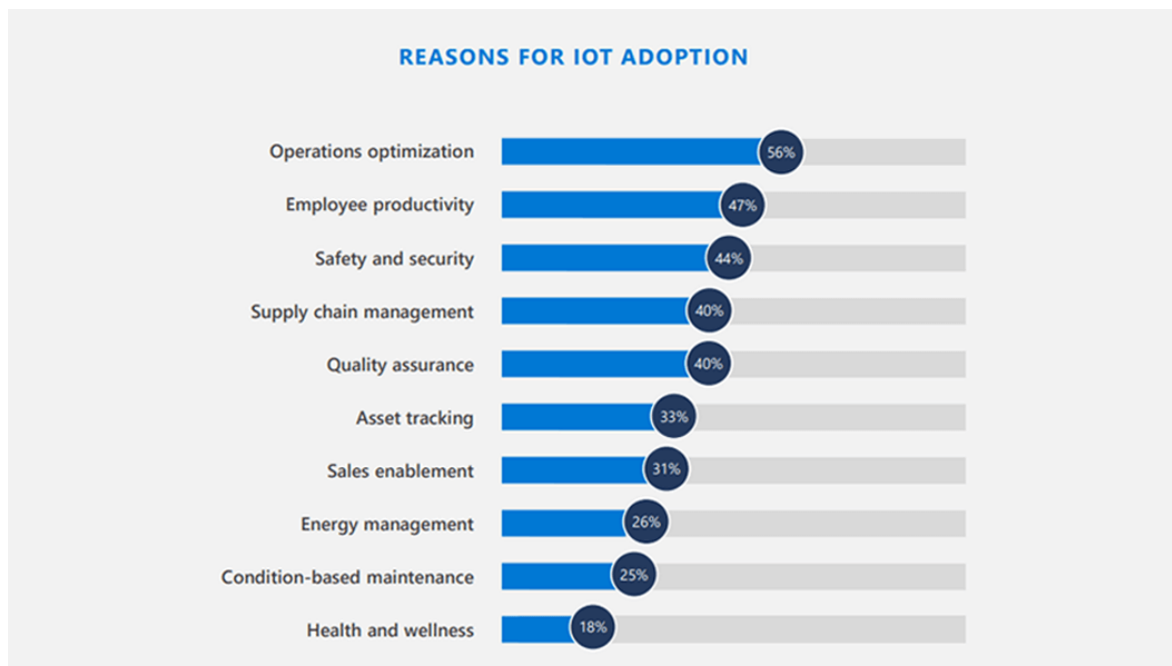 REASONS FOR IOT ADOPTION
Operations optimization 56%
Employee productivity 47%
Safety and security 44%
Supply chain management 40%
Quality assurance 40%
Asset tracking 33%
Sales enablement 31%
Energy management 26%
Condition-based maintenance 25%
Health and wellness 18%